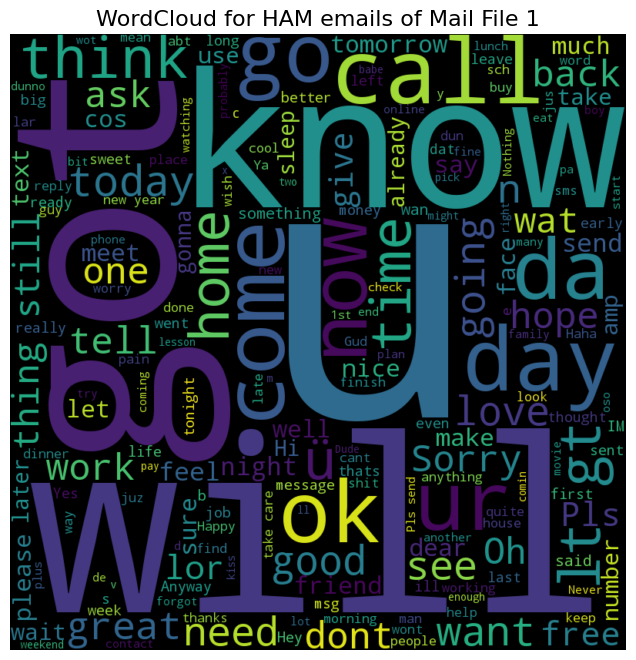 WordCloud for HAM emails of Mail File 1
wot mean abt long
tomorrow
lunch
leave
word
much
think
use
go
call
back
dunno
big
ask
cos
better
babe
left
y
sch
buy
jus
take
lar
watching
probably
c
cool
Ya
sleep
already
online
dun
dat
fine
eat
boy
know
got
text
bit
sweet
place
today
wish
two
give
say
pick
n
Nothing
pa
sms
start
reply
ready
guy
new year
something
money
wan
might
right
many
wat
early
send
phone
meet
gonna
home
come
u
now
time
going
face
da
one
worry
new
check
1st
end
hope
e
family
Haha
amp
really
went
done
tell
lesson
Gud
plan
nice
day
thing
still
pain
late
m
finish
try
coming
tonight
let
love
look
thought
oso
dinner
life
pay
well
even
make
IM
work
feel
night
Hi
ü
Dude
cant
thats
shit
Sorry
movie
sent
gt
Yes
juz
b
message
ll
anything
Pls send
ur
first
way
sure
job
Happy
take care
ok
comin
quite
house
Pls
lt
plus
will
lor
d
find
kiss
good
another
dear
see
Oh
last
said
number
please
later
de
v
s
week
Anyway
forgot
friend
msg
ill
working
enough
Never
keep
wait
great
thanks
need
Hey
lot
morning
dont
man
wont
people
help
want
free
weekend
contact